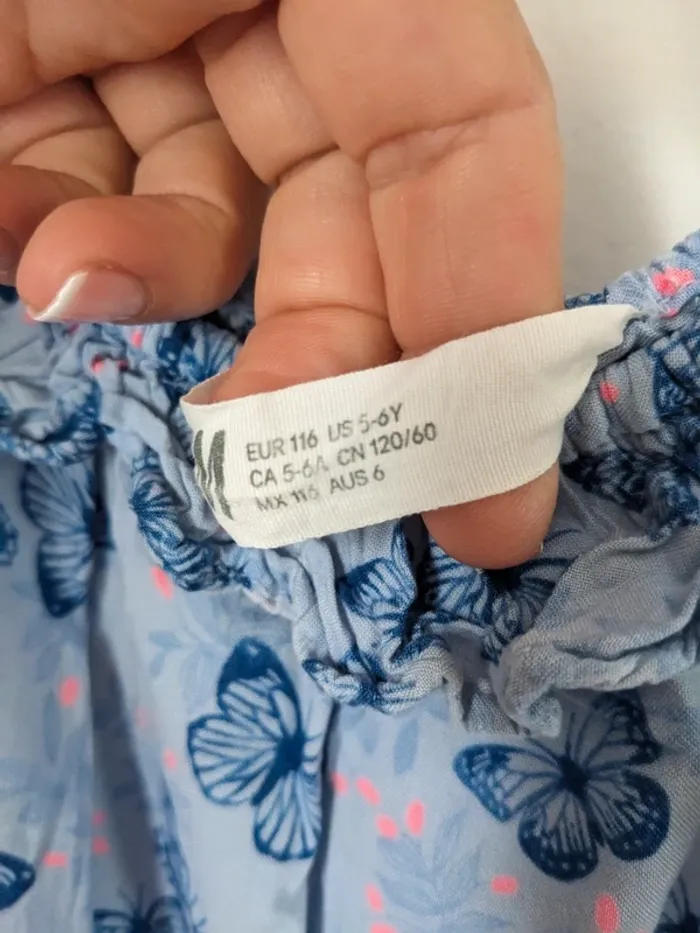 EUR 116 US 5-6Y
CA 5-6A CN 120/60
MX 116 AUS 6